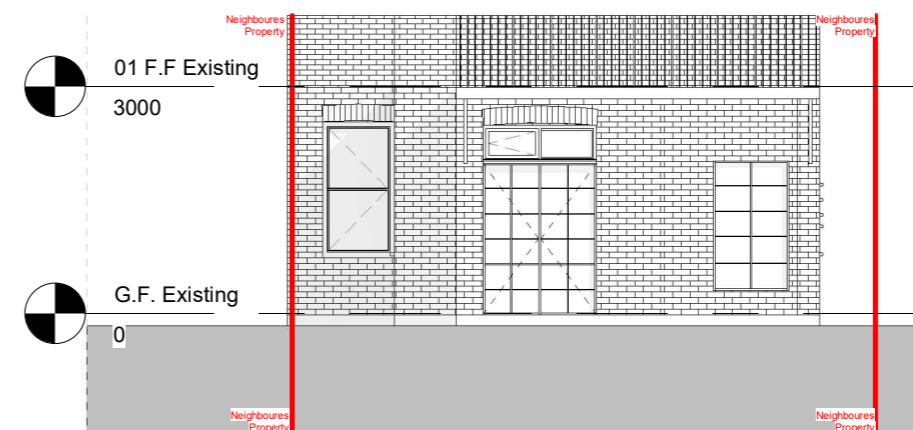 Neighboures
Property
Neighboures
Property
01 F.F Existing
3000
G.F. Existing
0
Neighboures
Property
Neighboures
Property